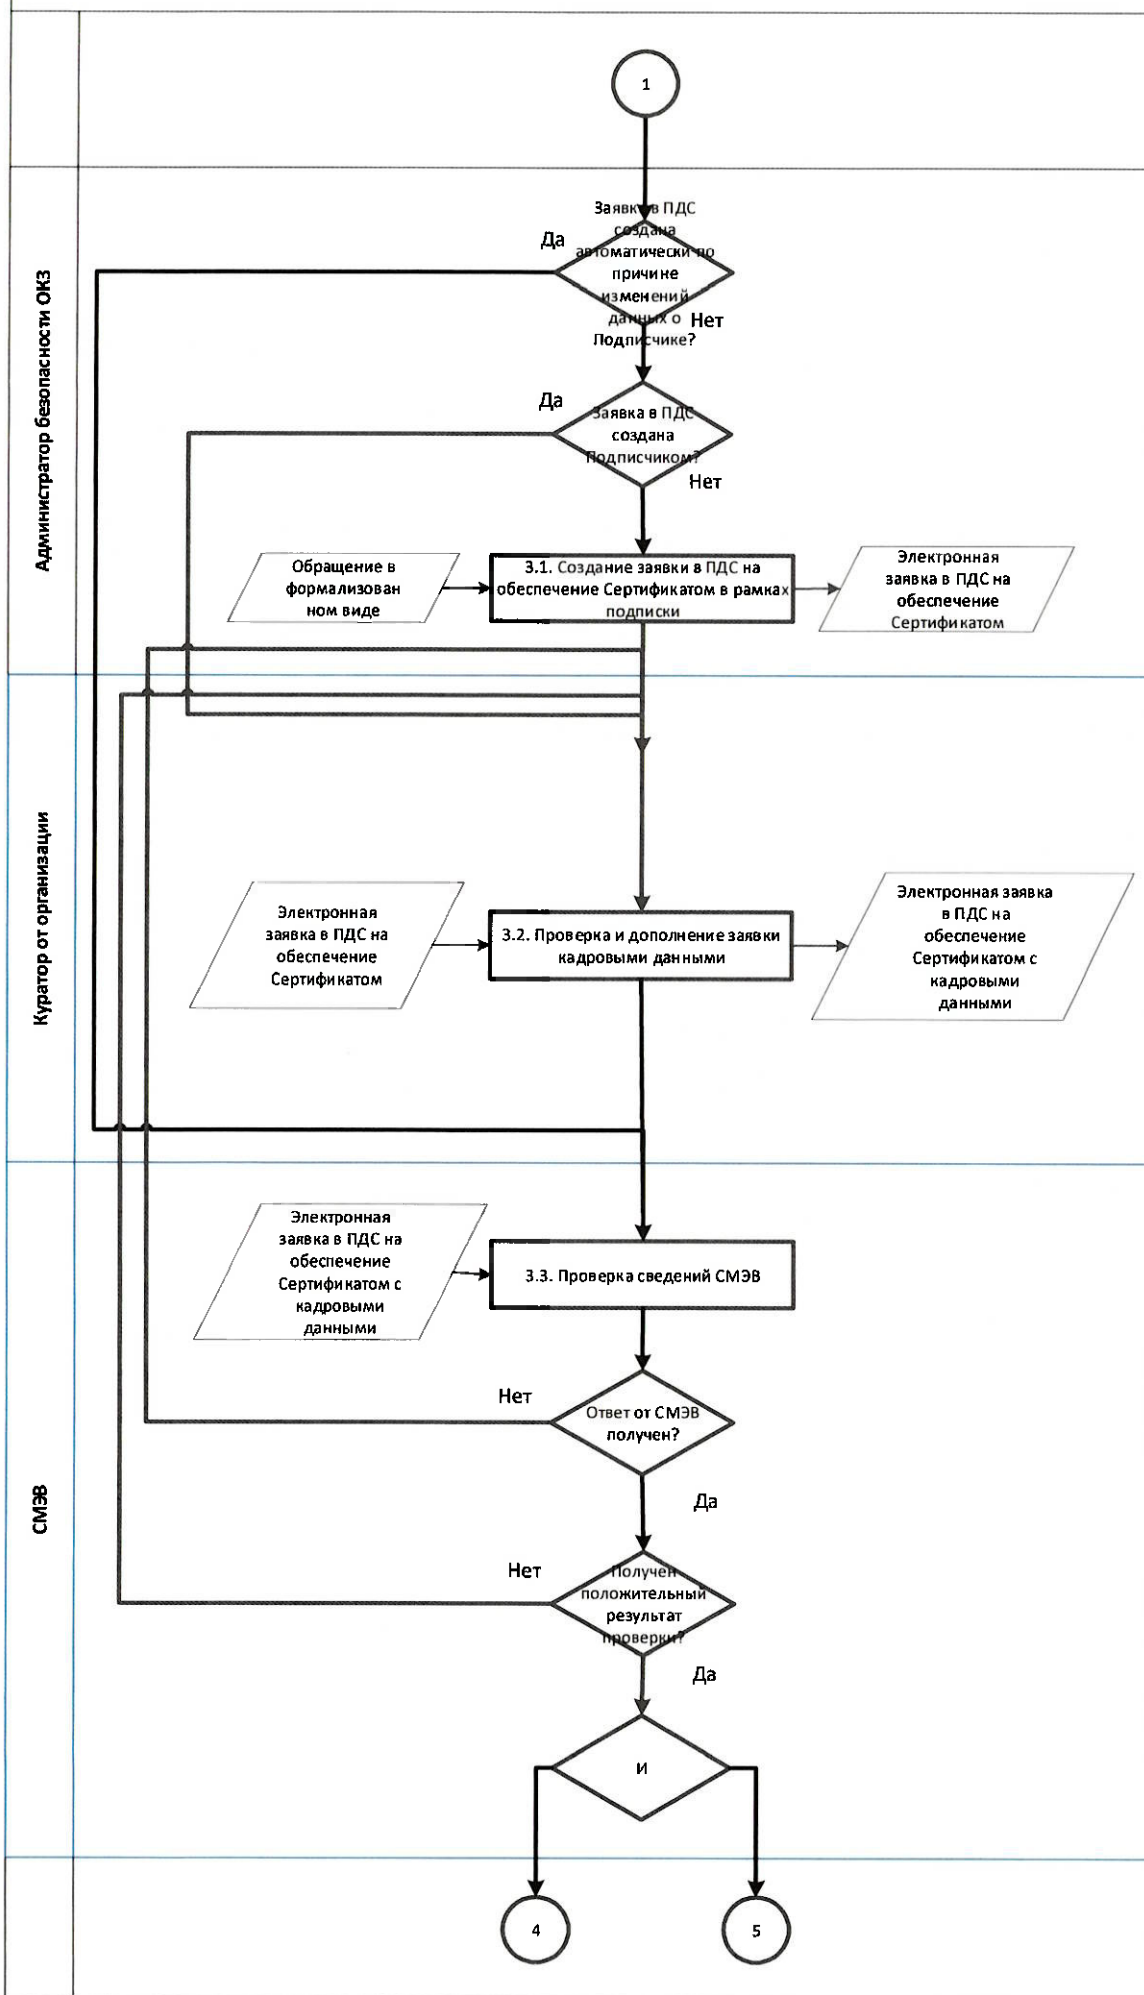 1
Администратор безопасности ОКЗ
Заявка в ПДС
создана
автоматически по
причине
изменений
данных о
Подписчике?
Да
Нет
Заявка в ПДС
создана
Подписчиком?
Да
Нет
Обращение в
формализован
ном виде
3.1. Создание заявки в ПДС на
обеспечение Сертификатом в рамках
подписки
Электронная
заявка в ПДС на
обеспечение
Сертификатом
Куратор от организации
Электронная
заявка в ПДС на
обеспечение
Сертификатом
3.2. Проверка и дополнение заявки
кадровыми данными
Электронная заявка
в ПДС на
обеспечение
Сертификатом с
кадровыми
данными
СМЭВ
Электронная
заявка в ПДС на
обеспечение
Сертификатом с
кадровыми
данными
3.3. Проверка сведений СМЭВ
Нет
Ответ от СМЭВ
получен?
Да
Нет
Получен
положительный
результат
проверки?
Да
И
4
5